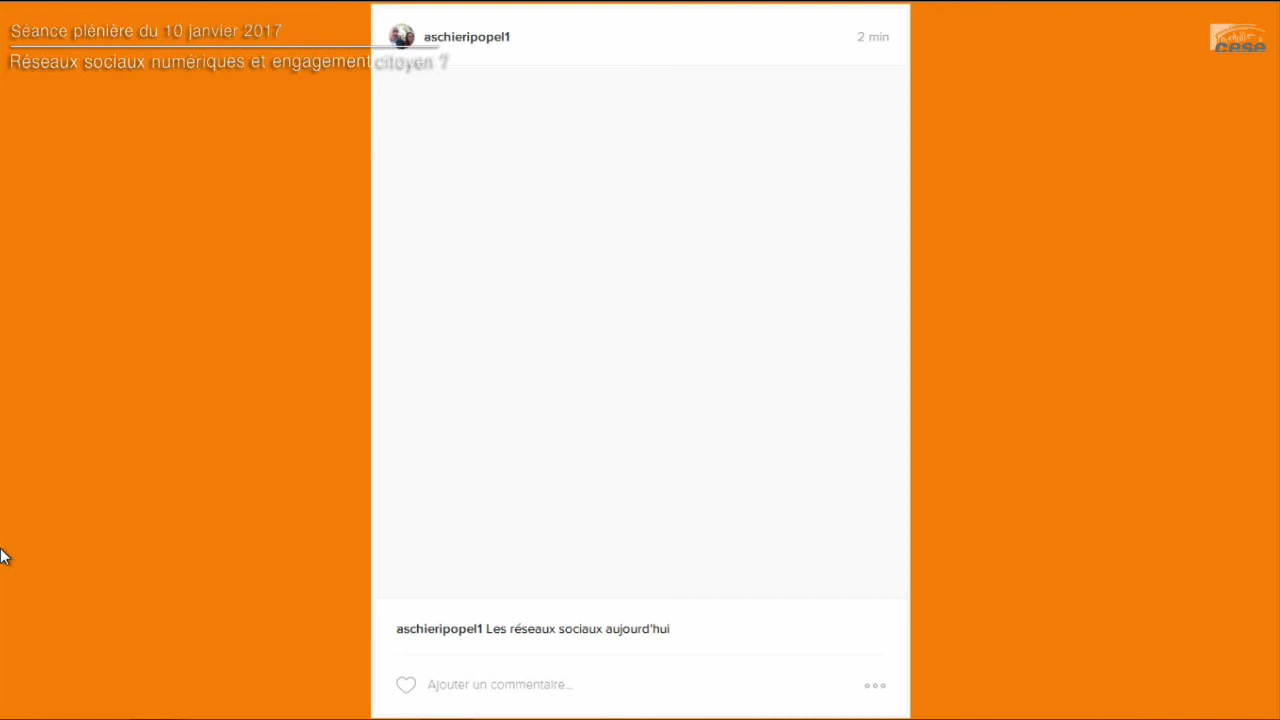 Séance plénière du 10 janvier 2017
Réseaux sociaux numériques et engagement citoyen ?
aschieripopel1
2 min
cese
aschieripopel1 Les réseaux sociaux aujourd'hui
Ajouter un commentaire...